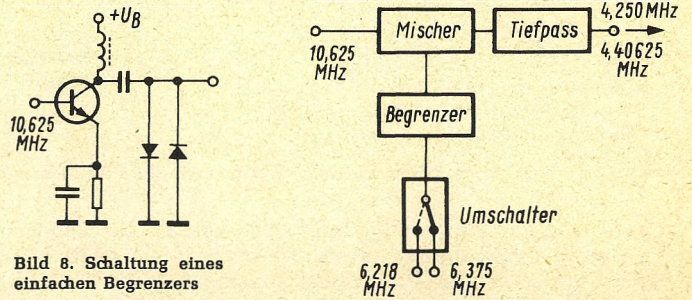 +UB
10,625
MHz
Bild 8. Schaltung eines
einfachen Begrenzers
10,625
MHz
Mischer
Tiefpass
4,250 MHz
4,40625
MHz
Begrenzer
Umschalter
6,218
MHz
6,375
MHz